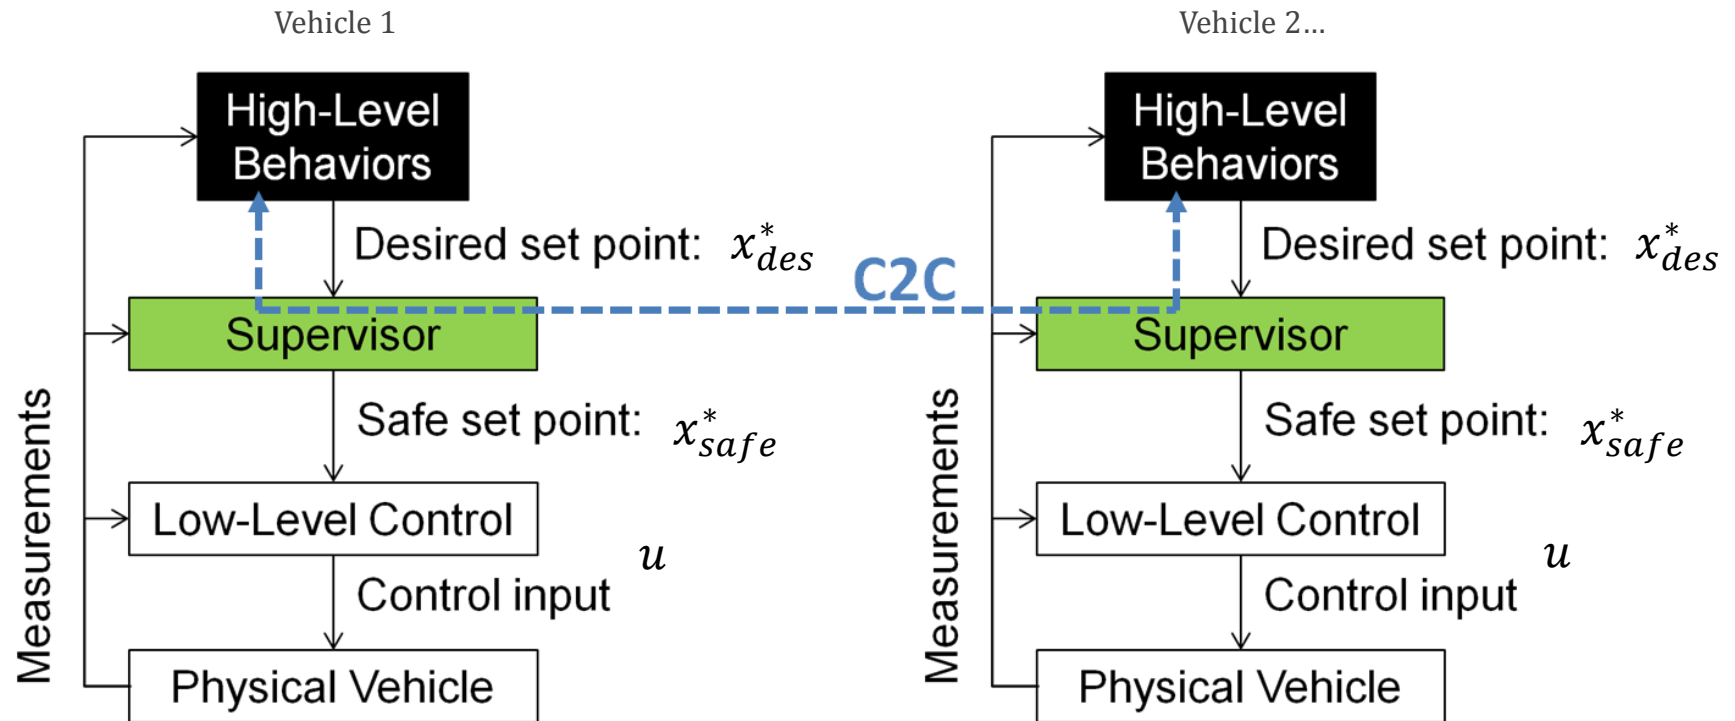 Vehicle 1
High-Level
Behaviors
Desired set point: x*des
Supervisor
Safe set point: x*safe
Low-Level Control
u
Control input
Physical Vehicle
Measurements
C2C
Vehicle 2...
High-Level
Behaviors
Desired set point: x*des
Supervisor
Safe set point: x*safe
Low-Level Control
u
Control input
Physical Vehicle
Measurements